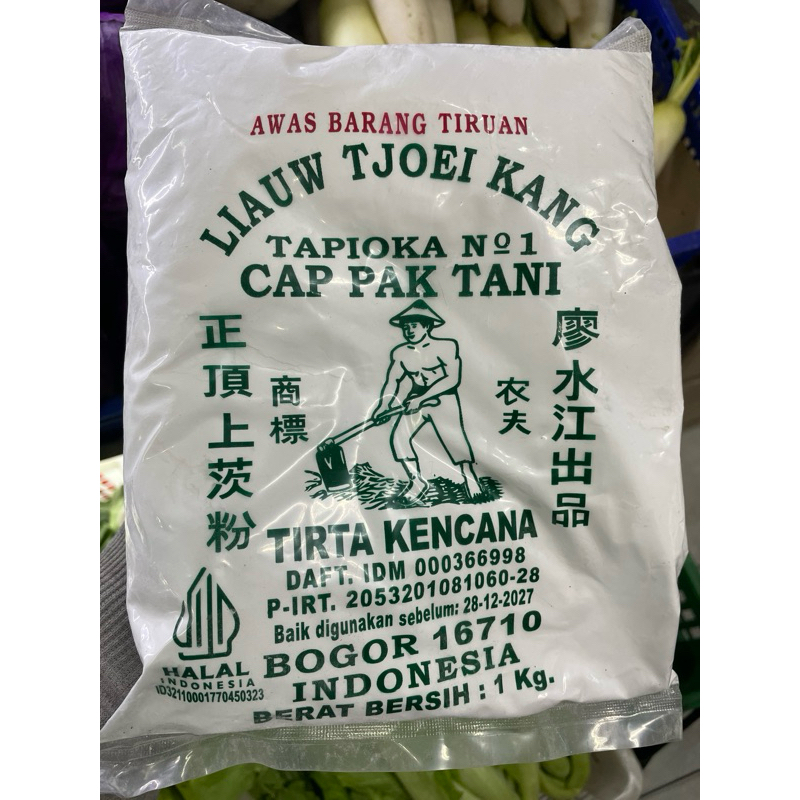 AWAS BARANG TIRUAN
LIAUW TJOEI KANG
TAPIOKA Nº1
CAP PAK TANI
正頂上茨粉
商標
农夫
廖水江出品
TIRTA KENCANA
DAFT. IDM 000366998
P-IRT. 2053201081060-28
Baik digunakan sebelum: 28-12-2027
BOGOR 16710
INDONESIA
BERAT BERSIH : 1 Kg.
HALAL
INDONESIA
ID32110001770450323